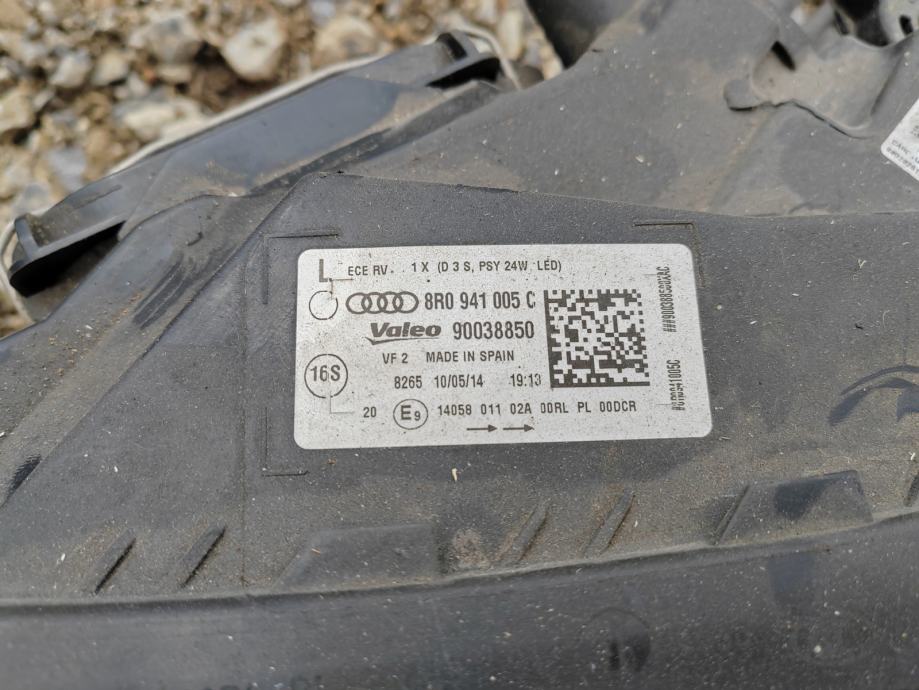 L ECE RV. . . 1 X (D 3 S, PSY 24W, LED)
8R0 941 005 C
Valeo 90038850
VF 2 MADE IN SPAIN
16S
8265 10/05/14 19:13
20 E9 14058 011 02A 00RL PL 00DCR
#8R0941005C